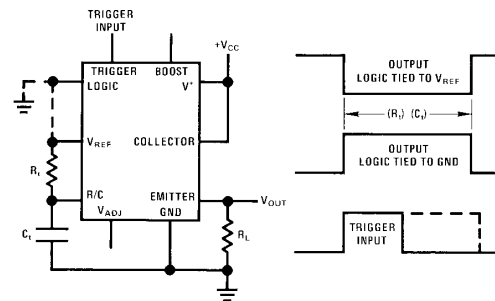 TRIGGER
INPUT
+VCC
TRIGGER BOOST
LOGIC V+
VREF COLLECTOR
Rt
R/C EMITTER VOUT
VADJ GND
Ct
RL
OUTPUT
LOGIC TIED TO VREF
(Rt) (Ct)
OUTPUT
LOGIC TIED TO GND
TRIGGER
INPUT